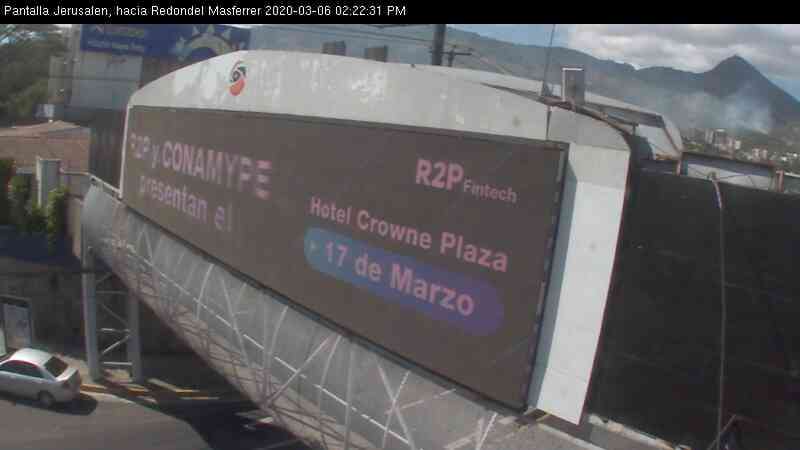 Pantalla Jerusalen, hacia Redondel Masferrer 2020-03-06 02:22:31 PM
R2P y CONAMYPE
presentan el
R2P Fintech
Hotel Crowne Plaza
17 de Marzo